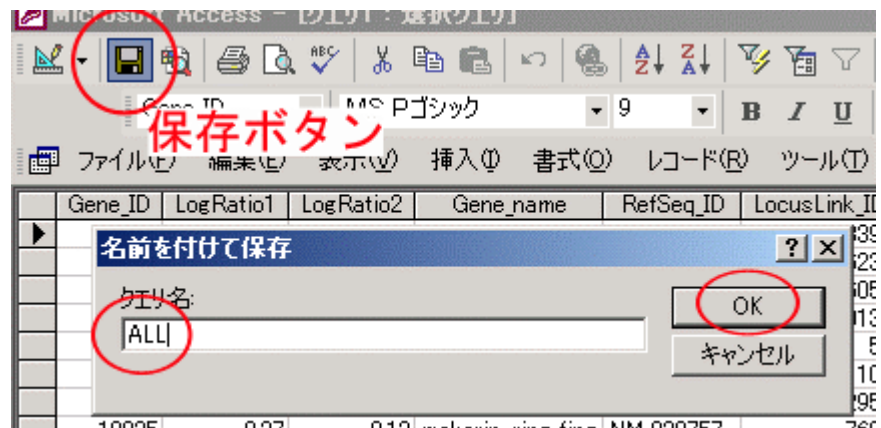 Microsoft Access - [クエリ1 : 選択クエリ]
ABC
Gene_ID MS Pゴシック 9 B I U
保存ボタン
ファイル(F) 編集(E) 表示(V) 挿入(I) 書式(O) レコード(R) ツール(T)
Gene_ID LogRatio1 LogRatio2 Gene_name RefSeq_ID LocusLink_ID
名前を付けて保存
クエリ名:
OK
ALL
キャンセル